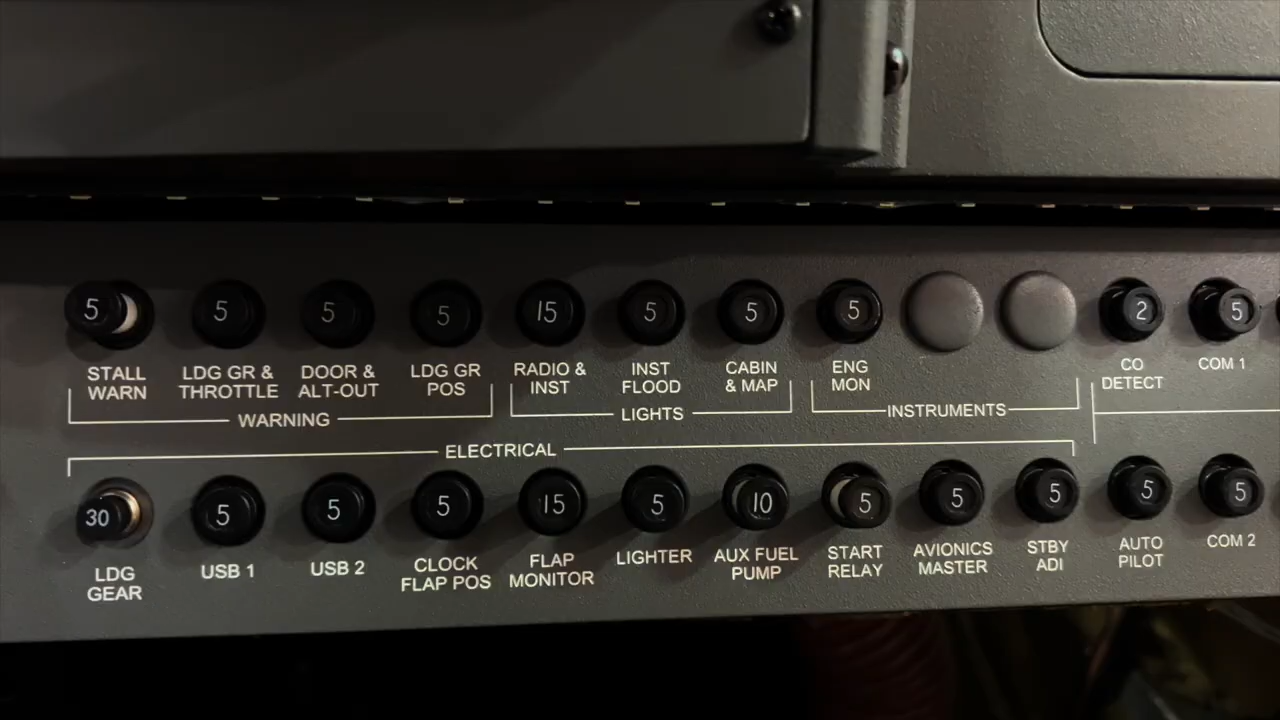 5 5 5 5 15 5 5 5 2 5
STALL WARN
LDG GR & THROTTLE
DOOR & ALT-OUT
LDG GR POS
RADIO & INST
INST FLOOD
CABIN & MAP
ENG MON
CO DETECT
COM 1
WARNING
LIGHTS
INSTRUMENTS
ELECTRICAL
30 5 5 5 15 5 10 5 5 5 5 5
LDG GEAR
USB 1
USB 2
CLOCK FLAP POS
FLAP MONITOR
LIGHTER
AUX FUEL PUMP
START RELAY
AVIONICS MASTER
STBY ADI
AUTO PILOT
COM 2